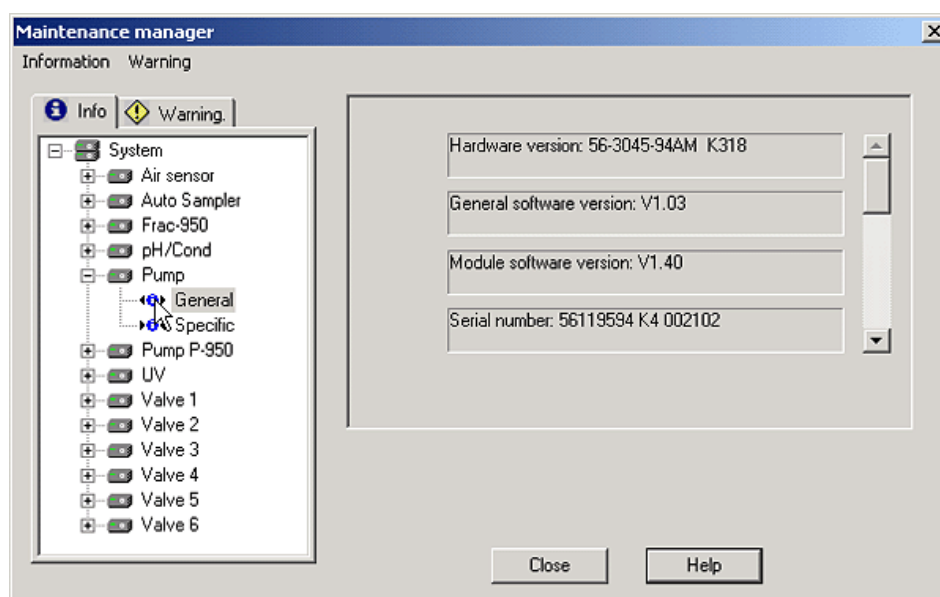 Maintenance manager
Information Warning
Info Warning.
System
Air sensor
Auto Sampler
Frac-950
pH/Cond
Pump
General
Specific
Pump P-950
UV
Valve 1
Valve 2
Valve 3
Valve 4
Valve 5
Valve 6
Hardware version: 56-3045-94AM K318
General software version: V1.03
Module software version: V1.40
Serial number: 56119594 K4 002102
Close Help